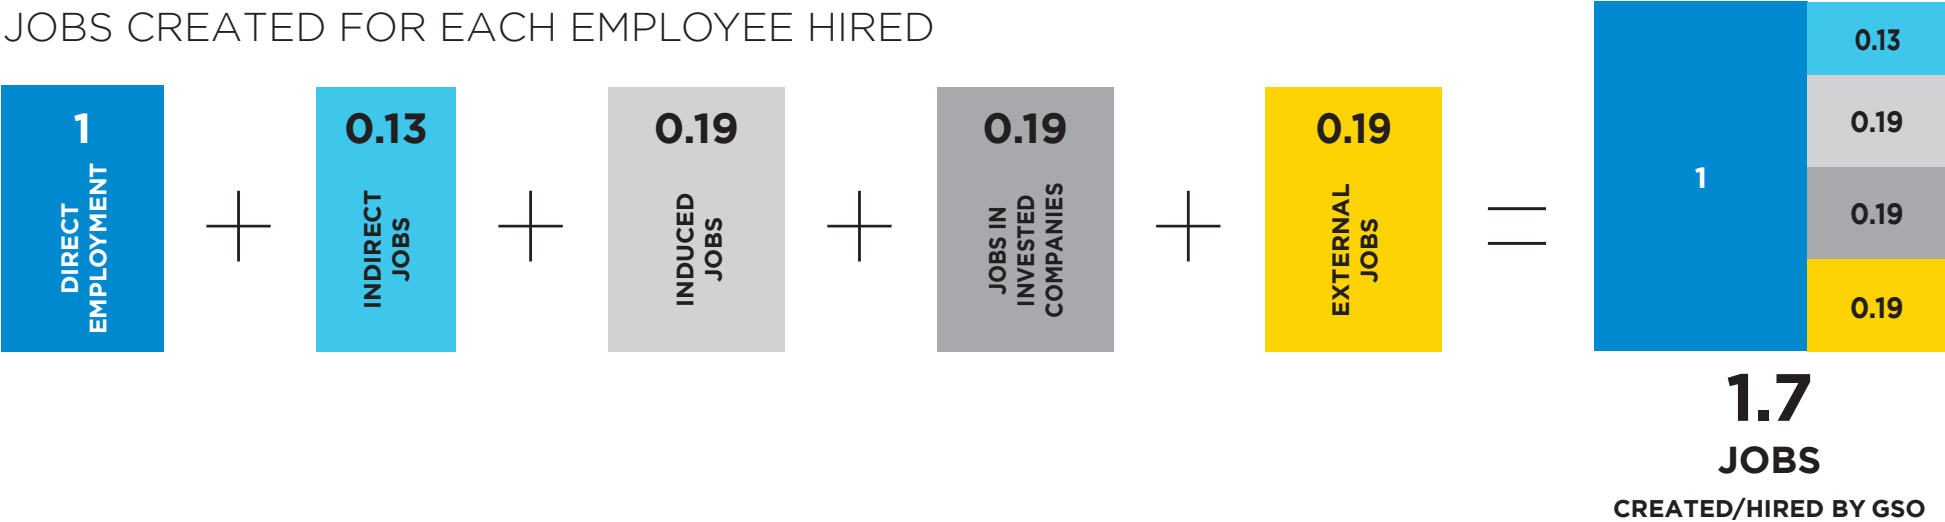 JOBS CREATED FOR EACH EMPLOYEE HIRED
1
DIRECT
EMPLOYMENT
+
0.13
INDIRECT
JOBS
+
0.19
INDUCED
JOBS
+
0.19
JOBS IN
INVESTED
COMPANIES
+
0.19
EXTERNAL
JOBS
=
1
0.13
0.19
0.19
0.19
1.7
JOBS
CREATED/HIRED BY GSO